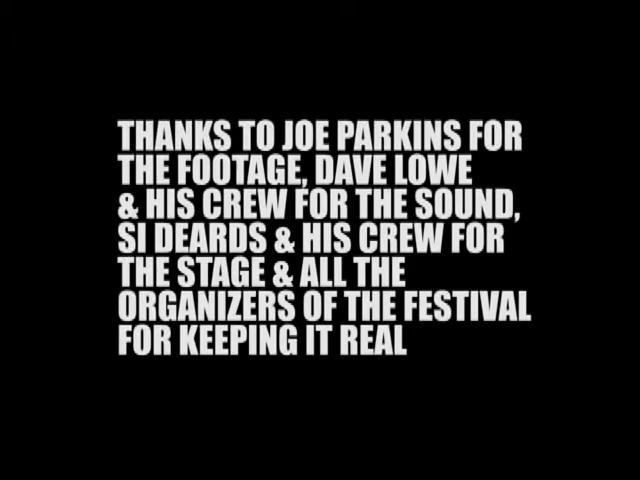 THANKS TO JOE PARKINS FOR
THE FOOTAGE, DAVE LOWE
& HIS CREW FOR THE SOUND,
SI DEARDS & HIS CREW FOR
THE STAGE & ALL THE
ORGANIZERS OF THE FESTIVAL
FOR KEEPING IT REAL